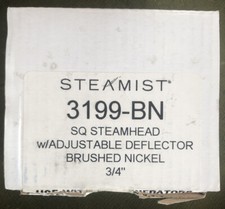 STEAMIST®
3199-BN
SQ STEAMHEAD
w/ADJUSTABLE DEFLECTOR
BRUSHED NICKEL
3/4"